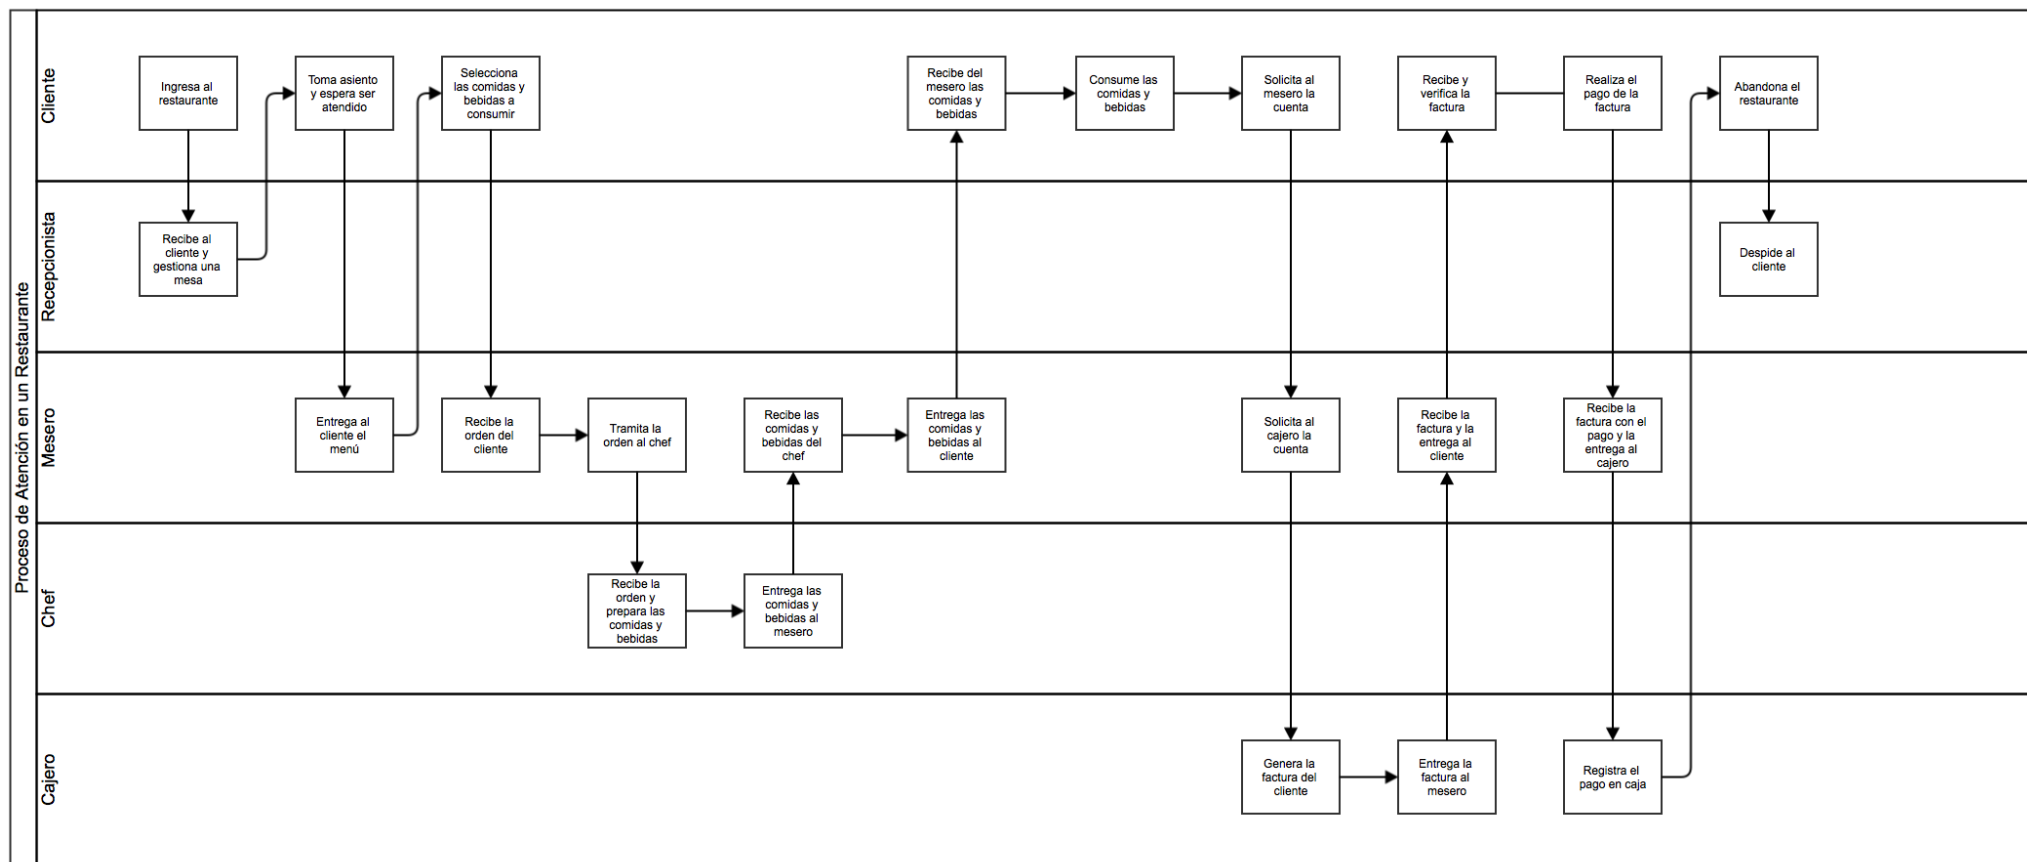 Proceso de Atención en un Restaurante
Cliente
Ingresa al
restaurante
Toma asiento
y espera ser
atendido
Selecciona
las comidas y
bebidas a
consumir
Recibe del
mesero las
comidas y
bebidas
Consume las
comidas y
bebidas
Solicita al
mesero la
cuenta
Recibe y
verifica la
factura
Realiza el
pago de la
factura
Abandona el
restaurante
Recepcionista
Recibe al
cliente y
gestiona una
mesa
Despide al
cliente
Mesero
Entrega al
cliente el
menú
Recibe la
orden del
cliente
Tramita la
orden al chef
Recibe las
comidas y
bebidas del
chef
Entrega las
comidas y
bebidas al
cliente
Solicita al
cajero la
cuenta
Recibe la
factura y la
entrega al
cliente
Recibe la
factura con el
pago y la
entrega al
cajero
Chef
Recibe la
orden y
prepara las
comidas y
bebidas
Entrega las
comidas y
bebidas al
mesero
Cajero
Genera la
factura del
cliente
Entrega la
factura al
mesero
Registra el
pago en caja